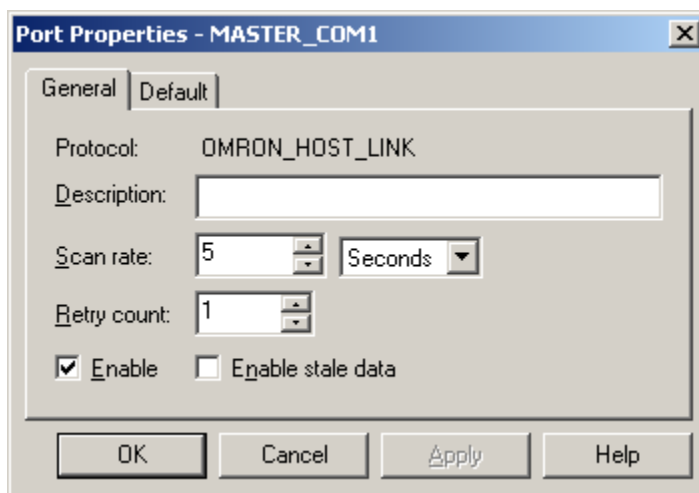 Port Properties - MASTER_COM1
General Default
Protocol: OMRON_HOST_LINK
Description:
Scan rate: 5 Seconds
Retry count: 1
Enable Enable stale data
OK Cancel Apply Help